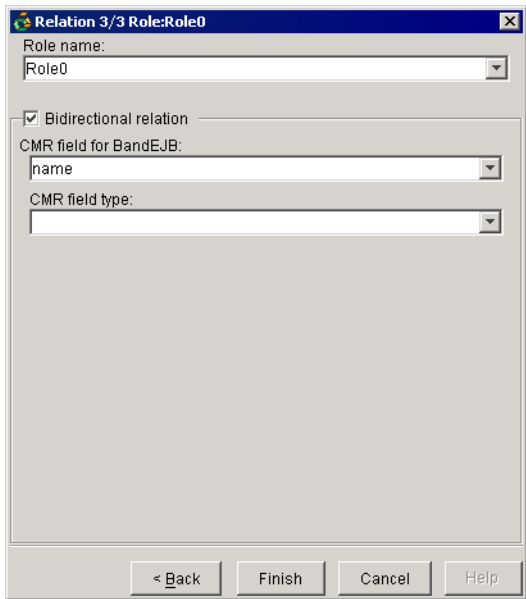 Relation 3/3 Role:Role0
Role name:
Role0
Bidirectional relation
CMR field for BandEJB:
name
CMR field type:
< Back Finish Cancel Help